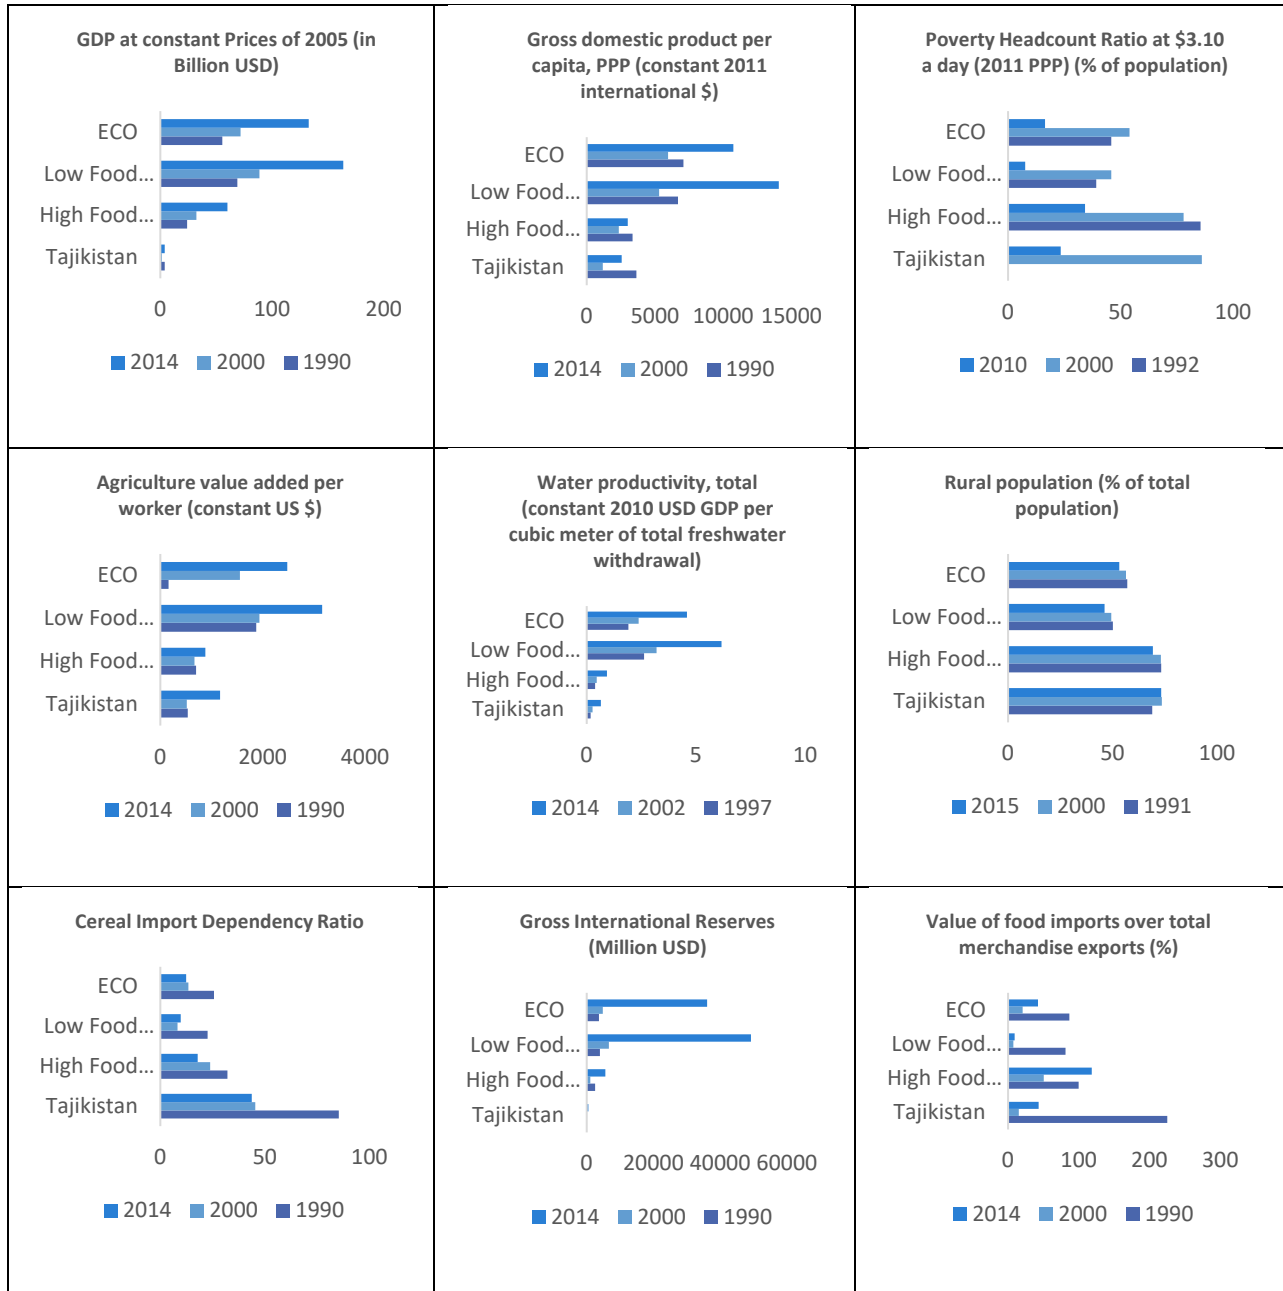 GDP at constant Prices of 2005 (in
Billion USD)
ECO
Low Food...
High Food...
Tajikistan
0 100 200
2014 2000 1990
Gross domestic product per
capita, PPP (constant 2011
international $)
ECO
Low Food...
High Food...
Tajikistan
0 5000 10000 15000
2014 2000 1990
Poverty Headcount Ratio at $3.10
a day (2011 PPP) (% of population)
ECO
Low Food...
High Food...
Tajikistan
0 50 100
2010 2000 1992
Agriculture value added per
worker (constant US $)
ECO
Low Food...
High Food...
Tajikistan
0 2000 4000
2014 2000 1990
Water productivity, total
(constant 2010 USD GDP per
cubic meter of total freshwater
withdrawal)
ECO
Low Food...
High Food...
Tajikistan
0 5 10
2014 2002 1997
Rural population (% of total
population)
ECO
Low Food...
High Food...
Tajikistan
0 50 100
2015 2000 1991
Cereal Import Dependency Ratio
ECO
Low Food...
High Food...
Tajikistan
0 50 100
2014 2000 1990
Gross International Reserves
(Million USD)
ECO
Low Food...
High Food...
Tajikistan
0 20000 40000 60000
2014 2000 1990
Value of food imports over total
merchandise exports (%)
ECO
Low Food...
High Food...
Tajikistan
0 100 200 300
2014 2000 1990